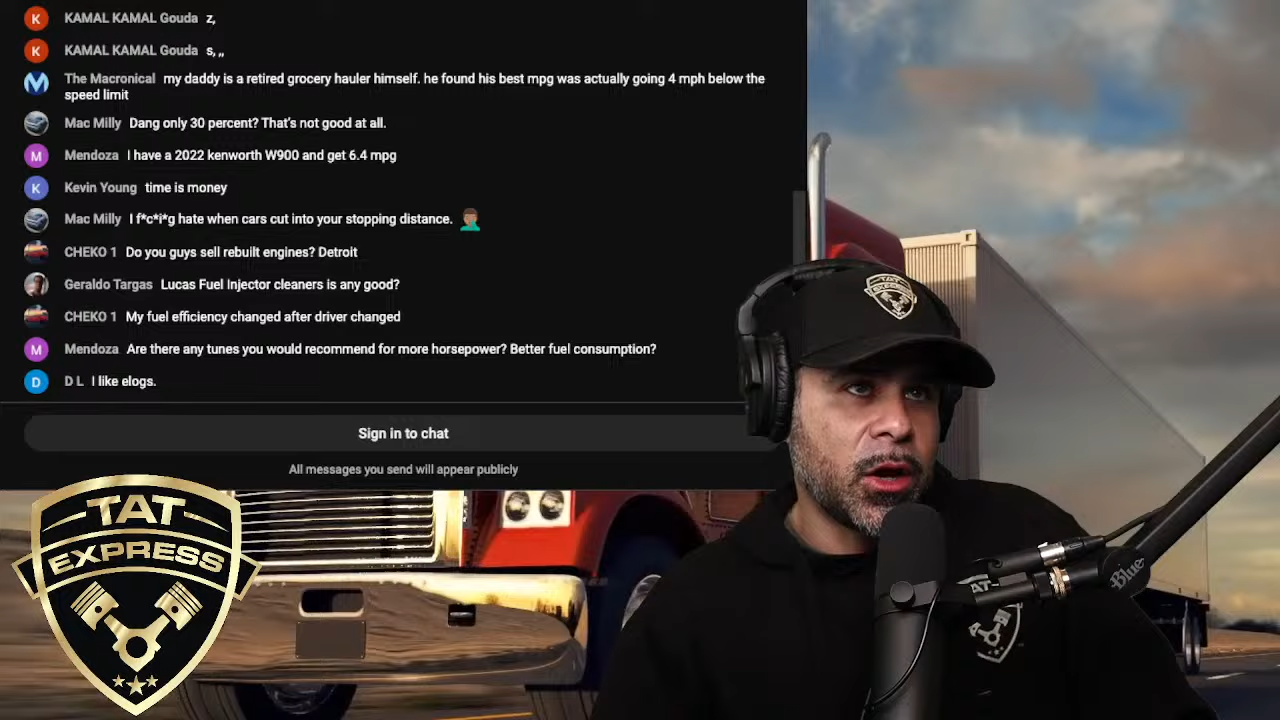 KAMAL KAMAL Gouda z,
KAMAL KAMAL Gouda s, ,,
The Macronical my daddy is a retired grocery hauler himself. he found his best mpg was actually going 4 mph below the
speed limit
Mac Milly Dang only 30 percent? That's not good at all.
Mendoza I have a 2022 kenworth W900 and get 6.4 mpg
Kevin Young time is money
Mac Milly I f*c*i*g hate when cars cut into your stopping distance.
CHEKO 1 Do you guys sell rebuilt engines? Detroit
Geraldo Targas Lucas Fuel Injector cleaners is any good?
CHEKO 1 My fuel efficiency changed after driver changed
Mendoza Are there any tunes you would recommend for more horsepower? Better fuel consumption?
D L I like elogs.
Sign in to chat
All messages you send will appear publicly
TAT
EXPRESS
TAT
EXPRESS
Blue
TAT